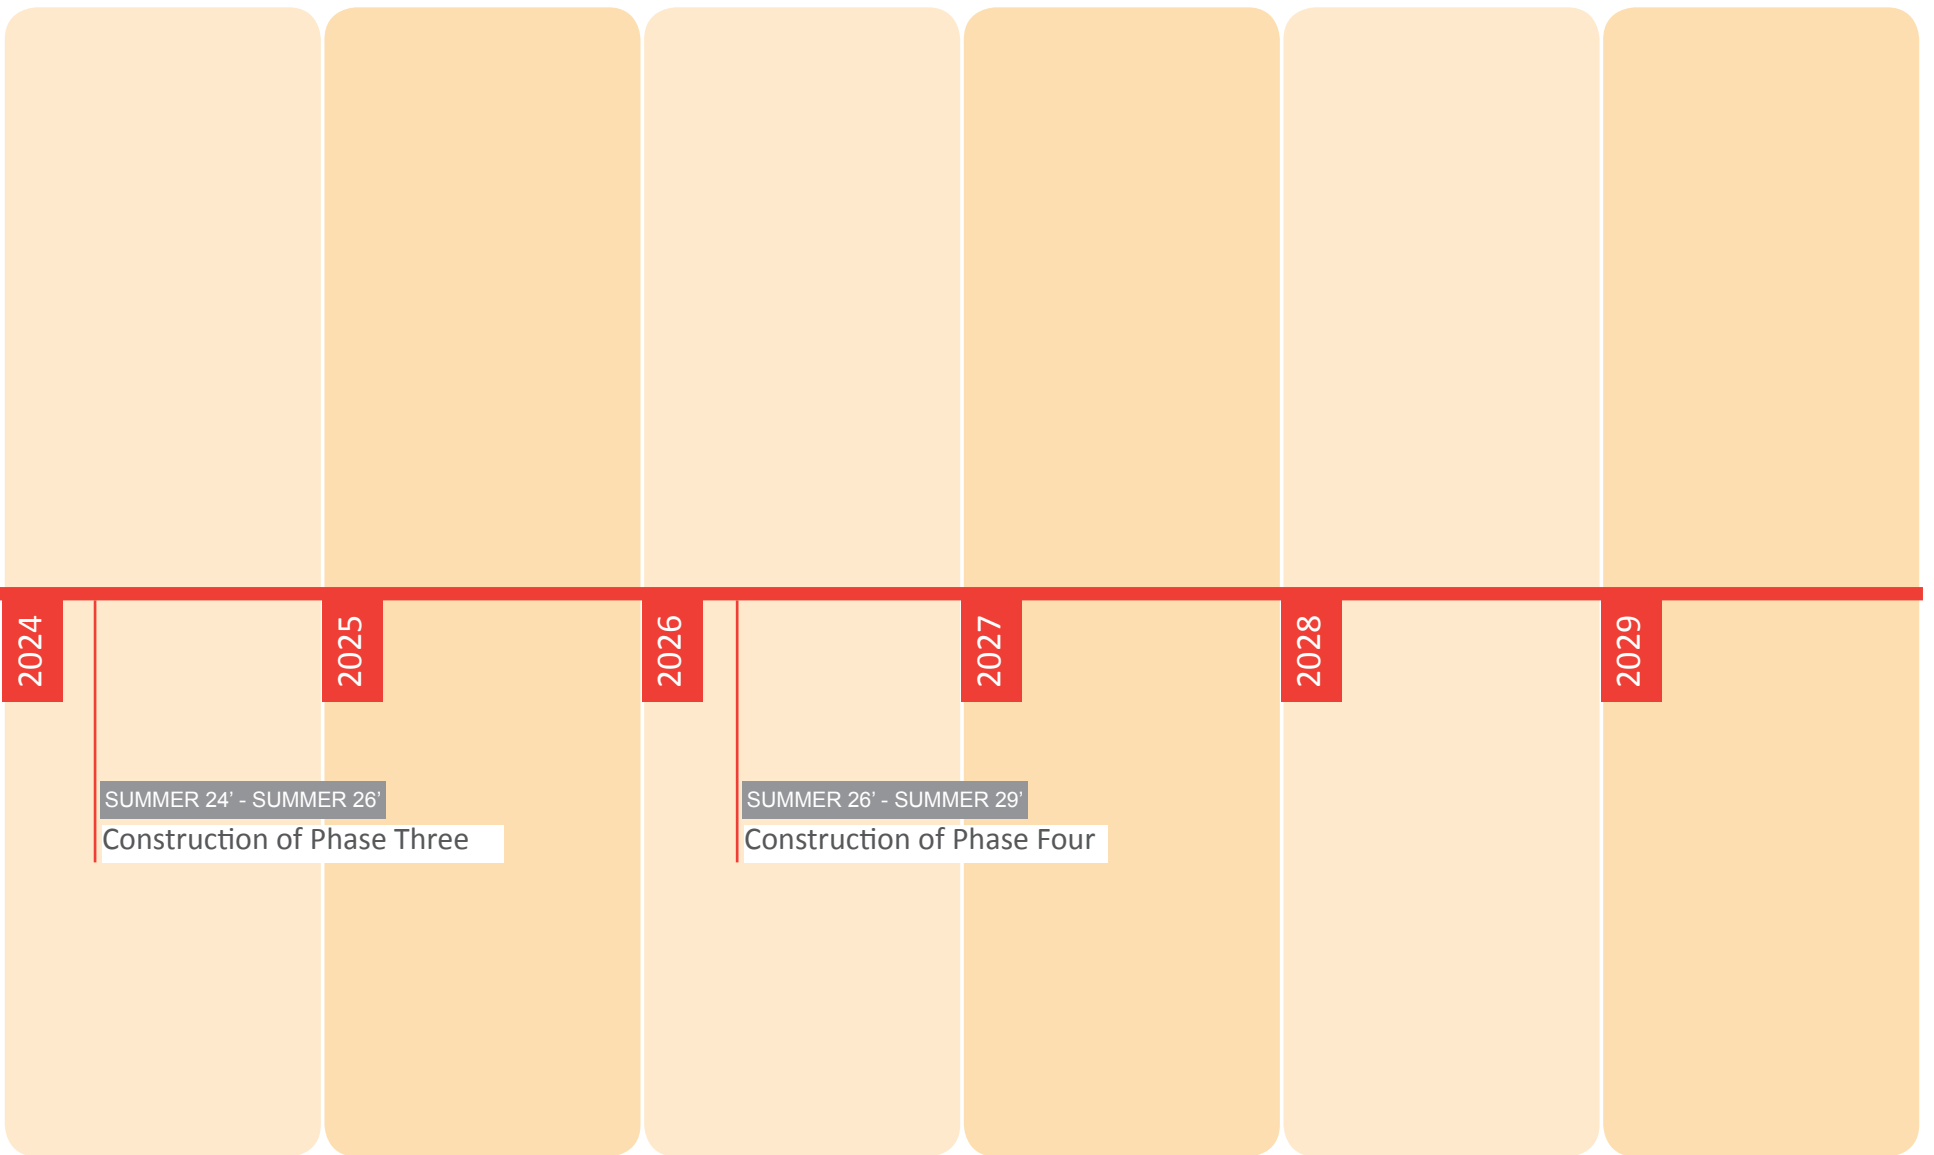 2024
2025
2026
2027
2028
2029
SUMMER 24’ - SUMMER 26’
Construction of Phase Three
SUMMER 26’ - SUMMER 29’
Construction of Phase Four